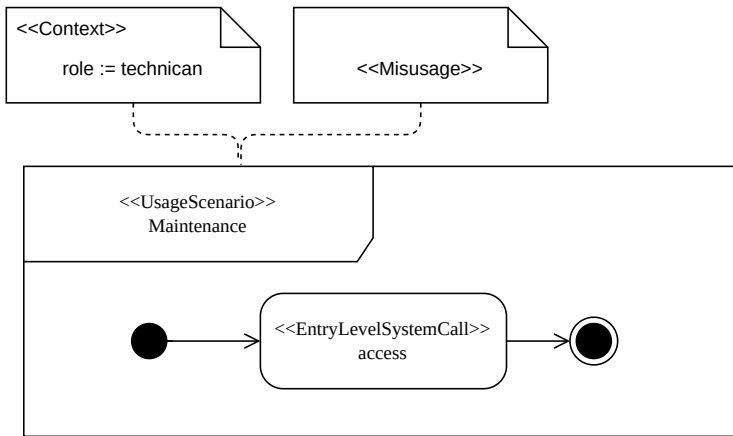 <<Context>>
role := technican
<<Misusage>>
<<UsageScenario>>
Maintenance
<<EntryLevelSystemCall>>
access